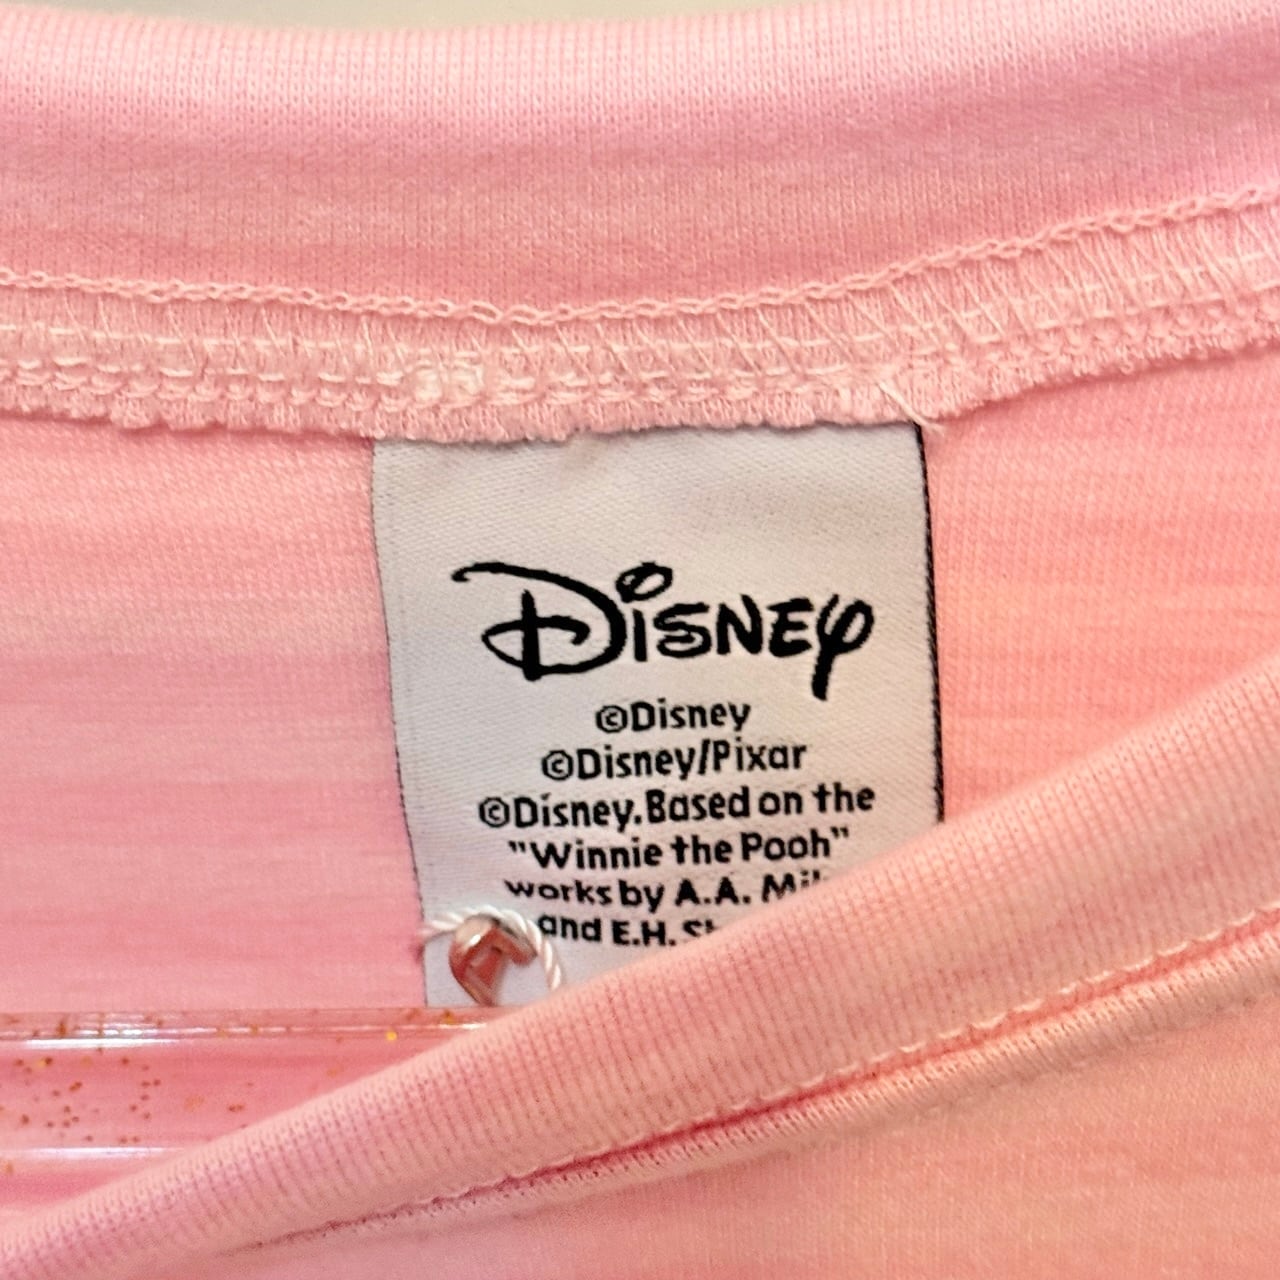 Disney
©Disney
©Disney/Pixar
©Disney.Based on the
"Winnie the Pooh"
works by A.A.
and E.H.